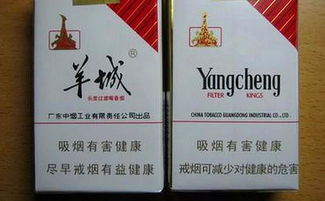 羊城
®
长度过滤嘴香烟
广东中烟工业有限责任公司出品
吸烟有害健康
尽早戒烟有益健康
Yangcheng
FILTER KINGS
CHINA TOBACCO GUANGDONG INDUSTRIAL CO., LTD.
吸烟有害健康
戒烟可减少对健康的危害